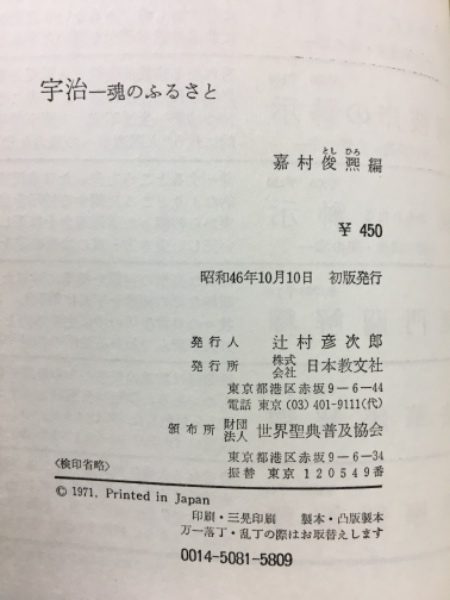 宇治―魂のふるさと
とし ひろ
嘉村俊熙編
¥ 450
昭和46年10月10日 初版発行
発行人 辻村彦次郎
発行所 株式会社 日本教文社
東京都港区赤坂9-6-44
電話 東京(03)401-9111(代)
頒布所 財団法人 世界聖典普及協会
東京都港区赤坂9-6-34
振替 東京 120549番
〈検印省略〉
© 1971. Printed in Japan
印刷・三晃印刷 製本・凸版製本
万一落丁・乱丁の際はお取替えします
0014-5081-5809